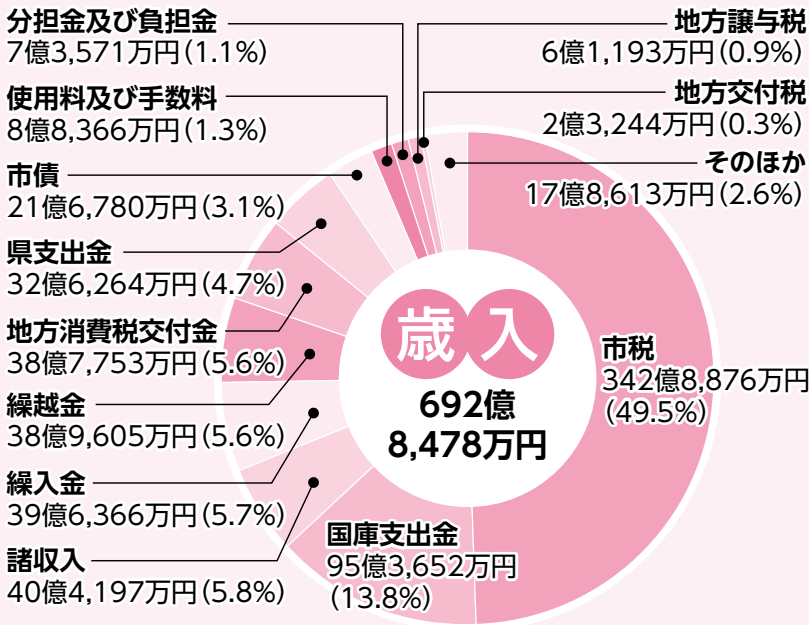 分担金及び負担金
7億3,571万円(1.1%)
使用料及び手数料
8億8,366万円(1.3%)
市債
21億6,780万円(3.1%)
県支出金
32億6,264万円(4.7%)
地方消費税交付金
38億7,753万円(5.6%)
繰越金
38億9,605万円(5.6%)
繰入金
39億6,366万円(5.7%)
諸収入
40億4,197万円(5.8%)
地方譲与税
6億1,193万円(0.9%)
地方交付税
2億3,244万円(0.3%)
そのほか
17億8,613万円(2.6%)
歳入
692億
8,478万円
市税
342億8,876万円
(49.5%)
国庫支出金
95億3,652万円
(13.8%)